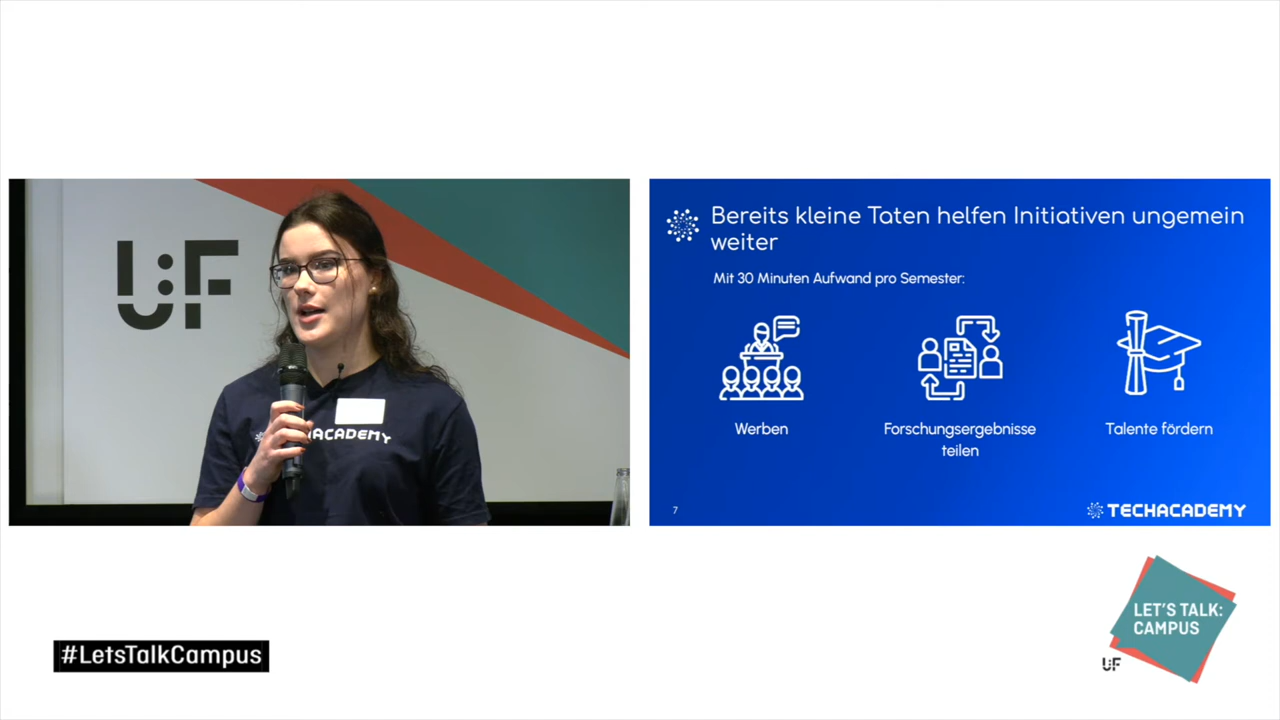 U:F
TECHACADEMY
Bereits kleine Taten helfen Initiativen ungemein
weiter
Mit 30 Minuten Aufwand pro Semester:
Werben
Forschungsergebnisse
teilen
Talente fördern
7
TECHACADEMY
LET'S TALK:
CAMPUS
U:F
#LetsTalkCampus